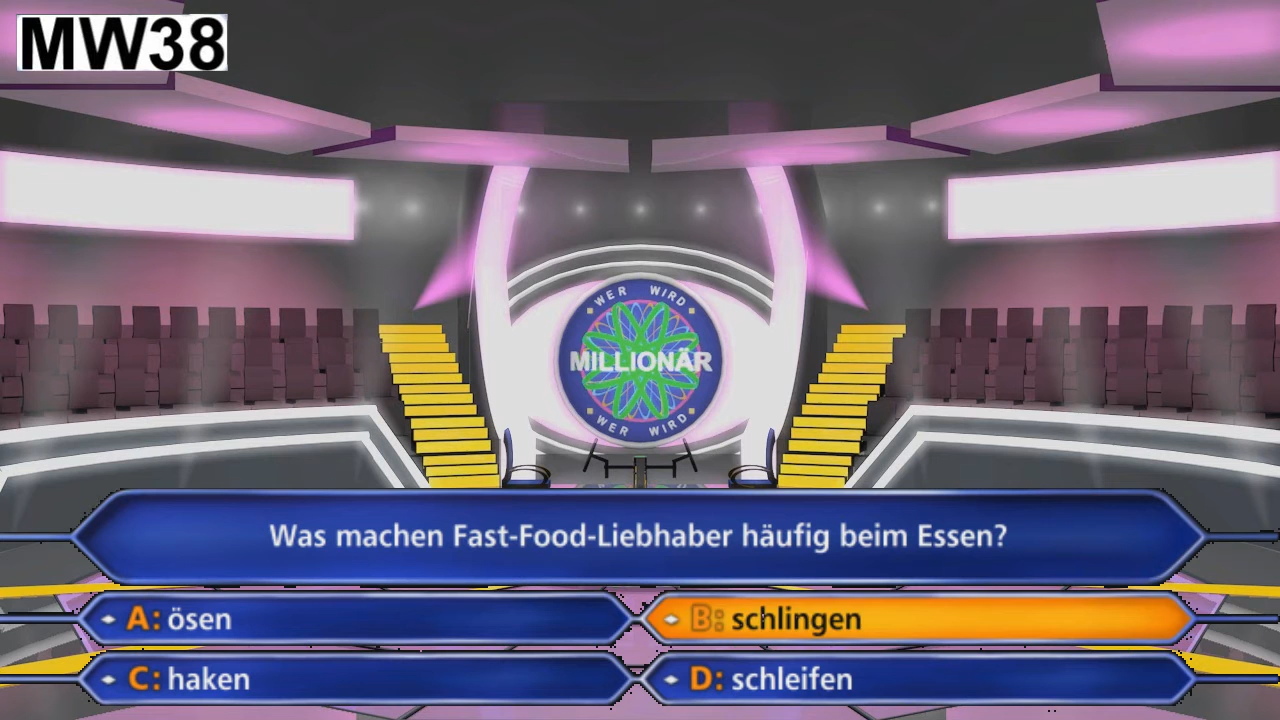 MW38
WER WIRD
MILLIONÄR
WER WIRD
Was machen Fast-Food-Liebhaber häufig beim Essen?
A: ösen
B: schlingen
C: haken
D: schleifen